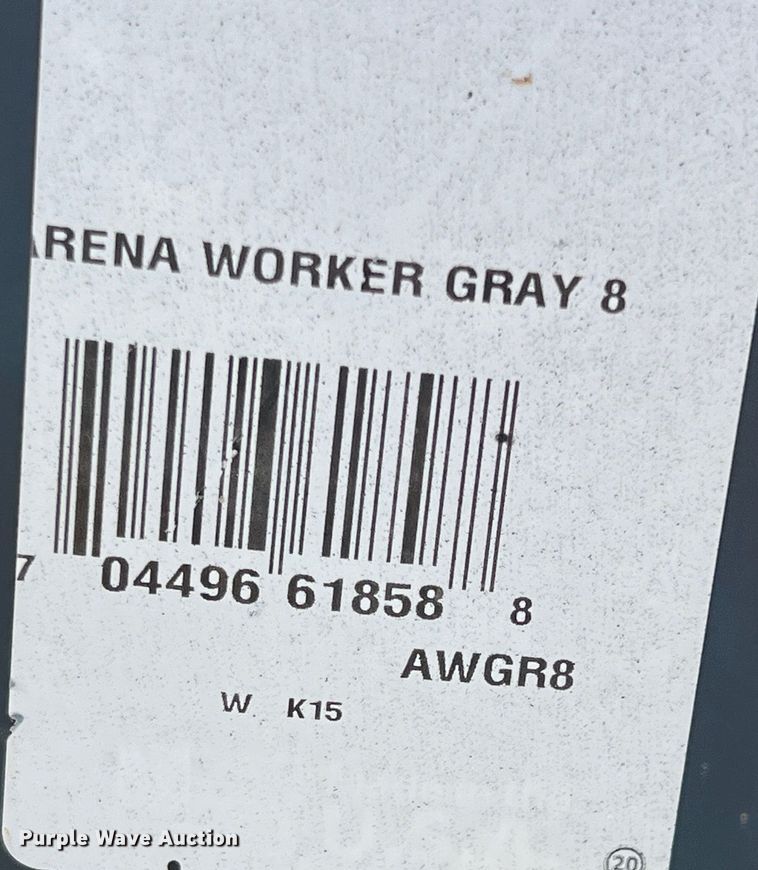 ARENA WORKER GRAY 8
7 04496 61858 8
AWGR8
W K15
Purple Wave Auction
20